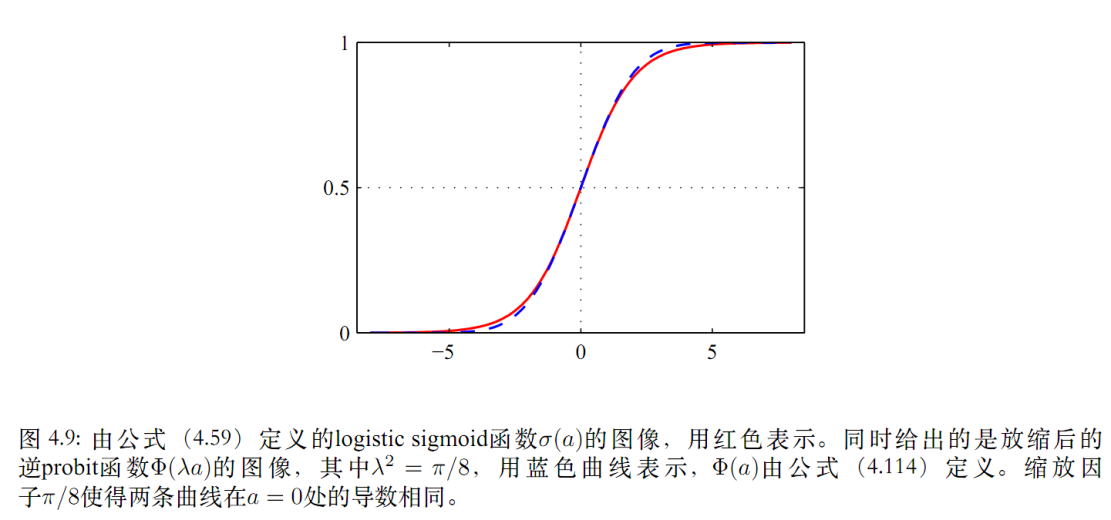 1
0.5
0
−5 0 5
图 4.9: 由公式（4.59）定义的logistic sigmoid函数σ(a)的图像，用红色表示。同时给出的是放缩后的
逆probit函数Φ(λa)的图像，其中λ² = π/8，用蓝色曲线表示，Φ(a)由公式（4.114）定义。缩放因
子π/8使得两条曲线在a = 0处的导数相同。